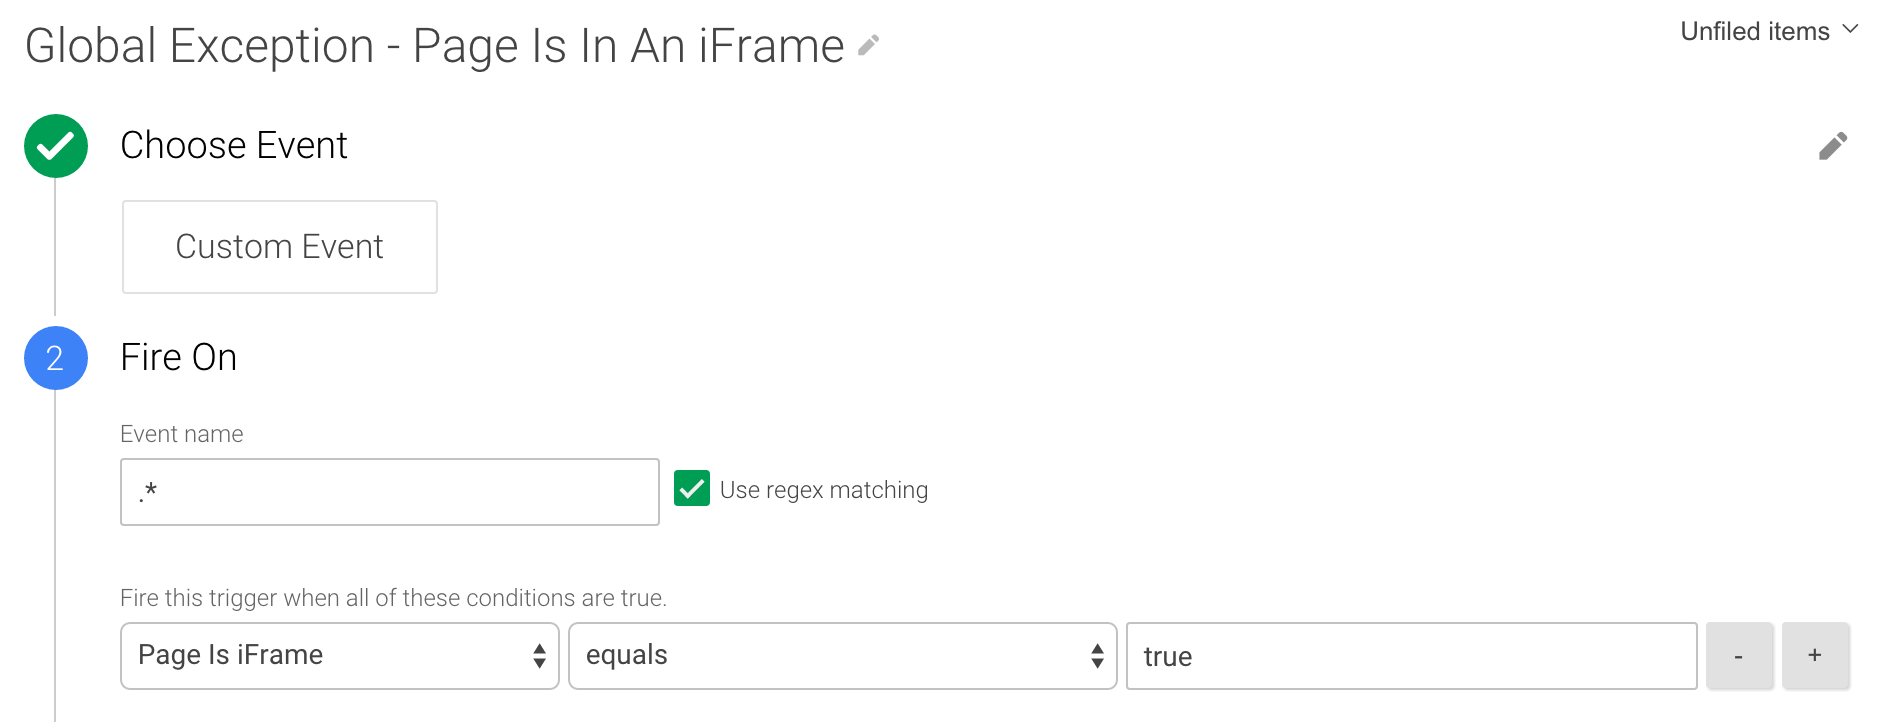 Global Exception - Page Is In An iFrame
Unfiled items
Choose Event
Custom Event
2
Fire On
Event name
.*
Use regex matching
Fire this trigger when all of these conditions are true.
Page Is iFrame
equals
true
-
+